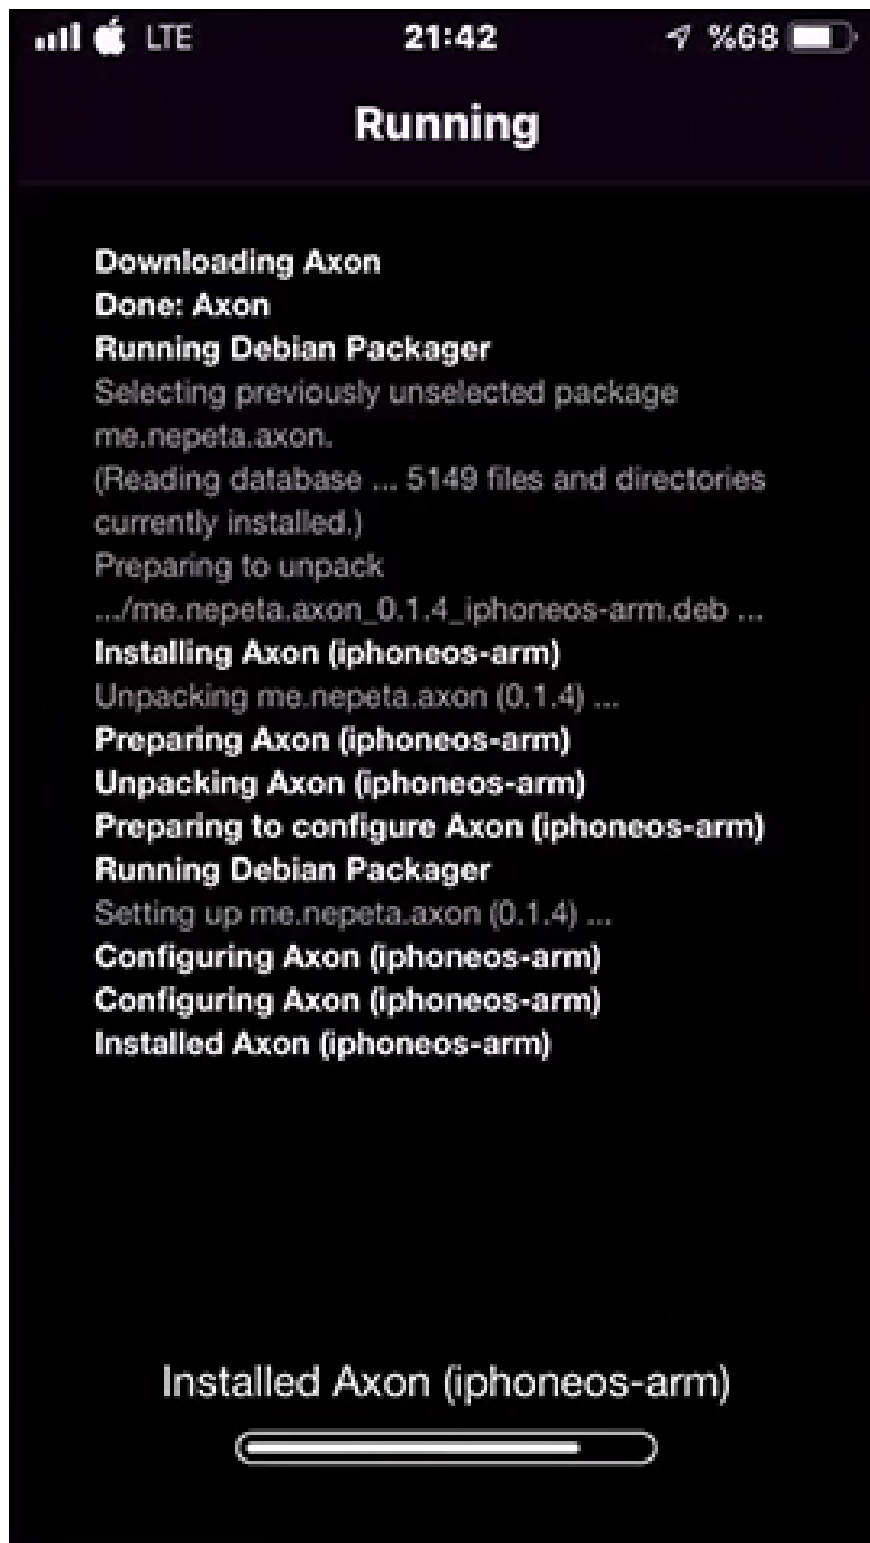 LTE 21:42 %68
Running
Downloading Axon
Done: Axon
Running Debian Packager
Selecting previously unselected package
me.nepeta.axon.
(Reading database ... 5149 files and directories
currently installed.)
Preparing to unpack
.../me.nepeta.axon_0.1.4_iphoneos-arm.deb ...
Installing Axon (iphoneos-arm)
Unpacking me.nepeta.axon (0.1.4) ...
Preparing Axon (iphoneos-arm)
Unpacking Axon (iphoneos-arm)
Preparing to configure Axon (iphoneos-arm)
Running Debian Packager
Setting up me.nepeta.axon (0.1.4) ...
Configuring Axon (iphoneos-arm)
Configuring Axon (iphoneos-arm)
Installed Axon (iphoneos-arm)
Installed Axon (iphoneos-arm)